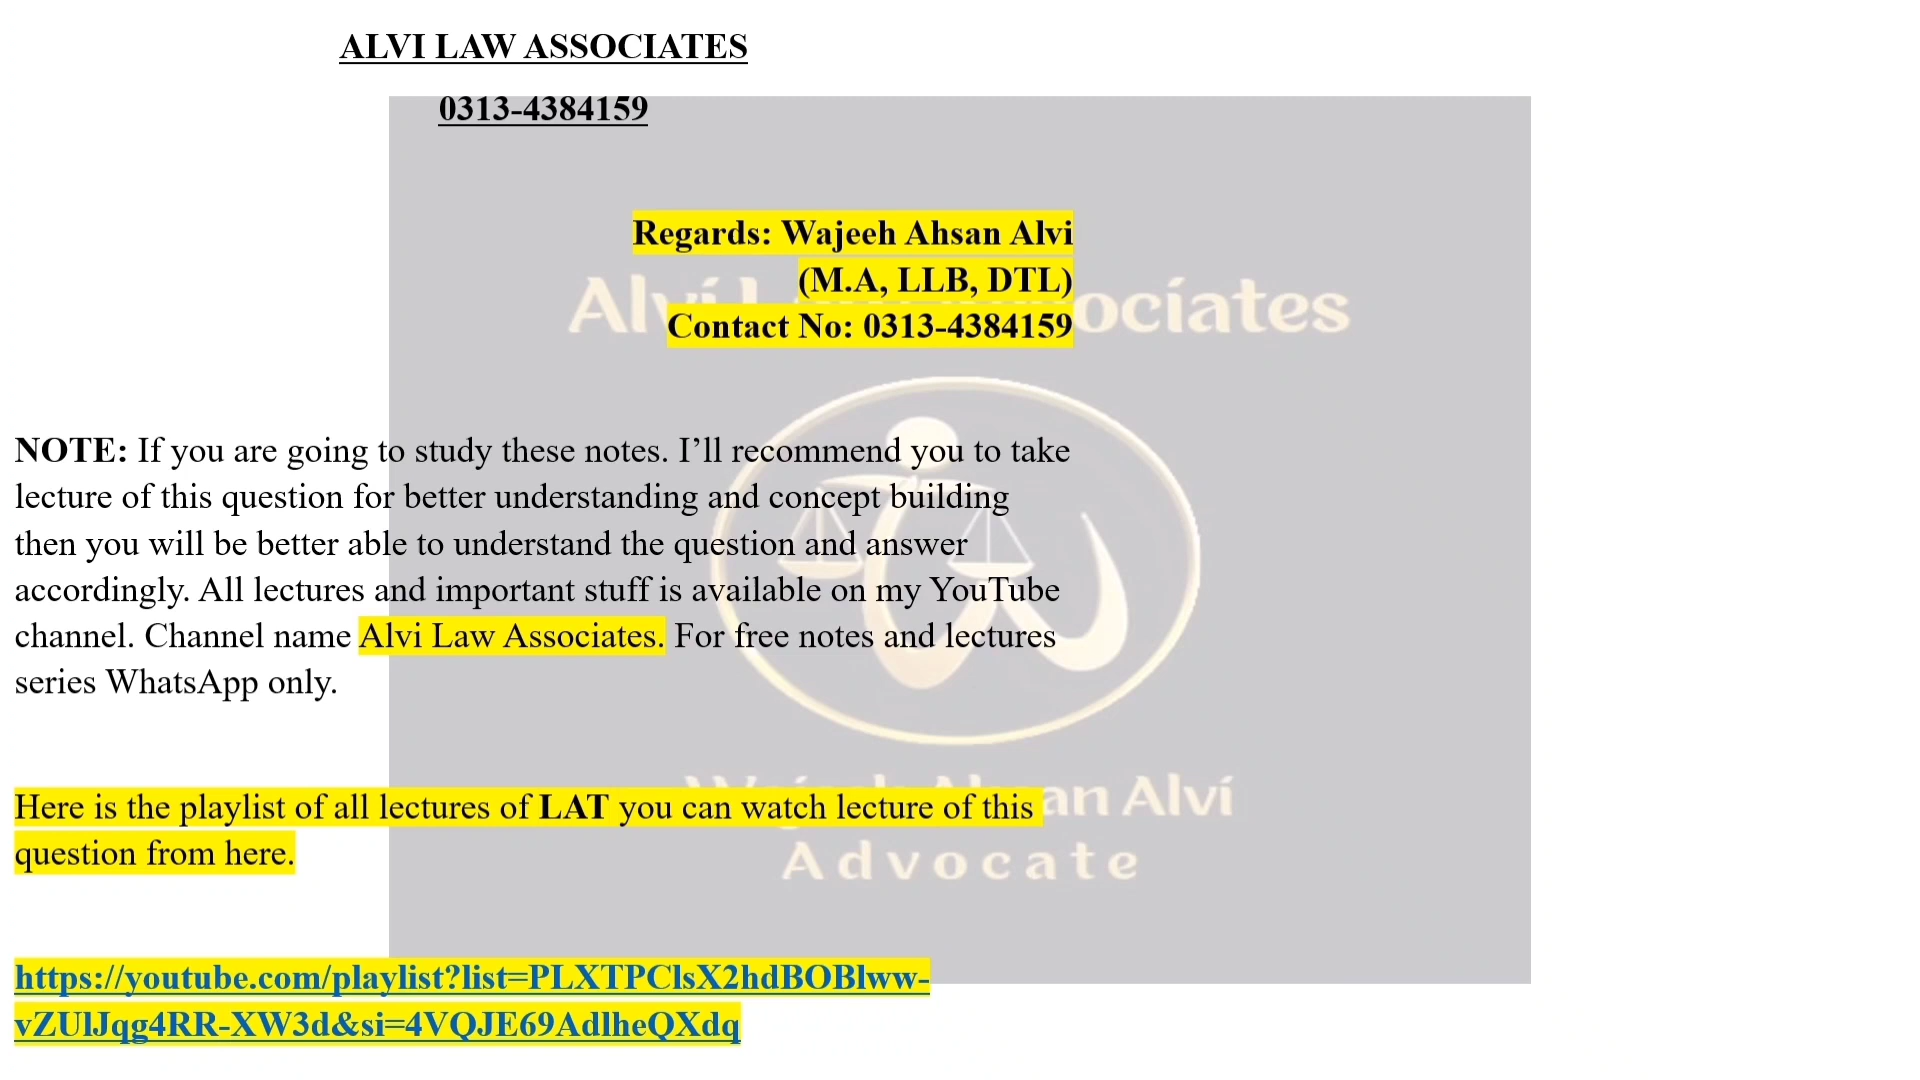 ALVI LAW ASSOCIATES
0313-4384159
Regards: Wajeeh Ahsan Alvi
(M.A, LLB, DTL)
Contact No: 0313-4384159
NOTE: If you are going to study these notes. I’ll recommend you to take
lecture of this question for better understanding and concept building
then you will be better able to understand the question and answer
accordingly. All lectures and important stuff is available on my YouTube
channel. Channel name Alvi Law Associates. For free notes and lectures
series WhatsApp only.
Here is the playlist of all lectures of LAT you can watch lecture of this
question from here.
Advocate
https://youtube.com/playlist?list=PLXTPClsX2hdBOBlww-
vZUlJqg4RR-XW3d&si=4VQJE69AdlheQXdq